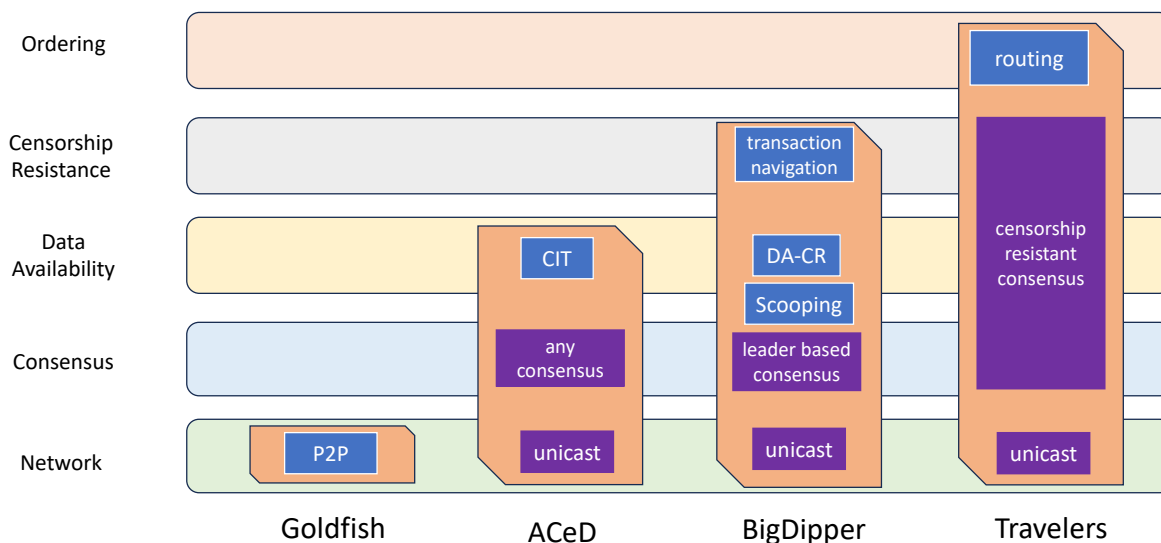 Ordering
routing
Censorship
Resistance
transaction
navigation
Data
Availability
CIT
DA-CR
Scooping
censorship
resistant
consensus
Consensus
any
consensus
leader based
consensus
Network
P2P
unicast
unicast
unicast
Goldfish
ACeD
BigDipper
Travelers